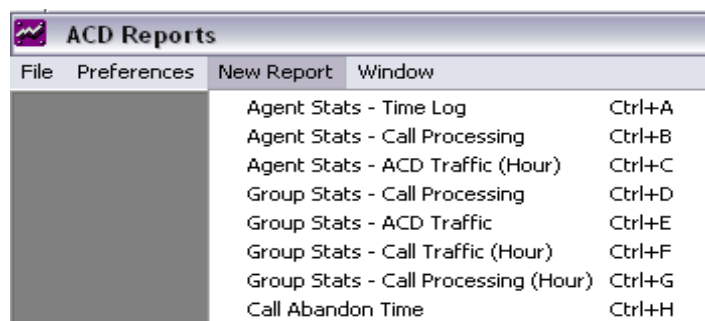 ACD Reports
File Preferences New Report Window
Agent Stats - Time Log Ctrl+A
Agent Stats - Call Processing Ctrl+B
Agent Stats - ACD Traffic (Hour) Ctrl+C
Group Stats - Call Processing Ctrl+D
Group Stats - ACD Traffic Ctrl+E
Group Stats - Call Traffic (Hour) Ctrl+F
Group Stats - Call Processing (Hour) Ctrl+G
Call Abandon Time Ctrl+H